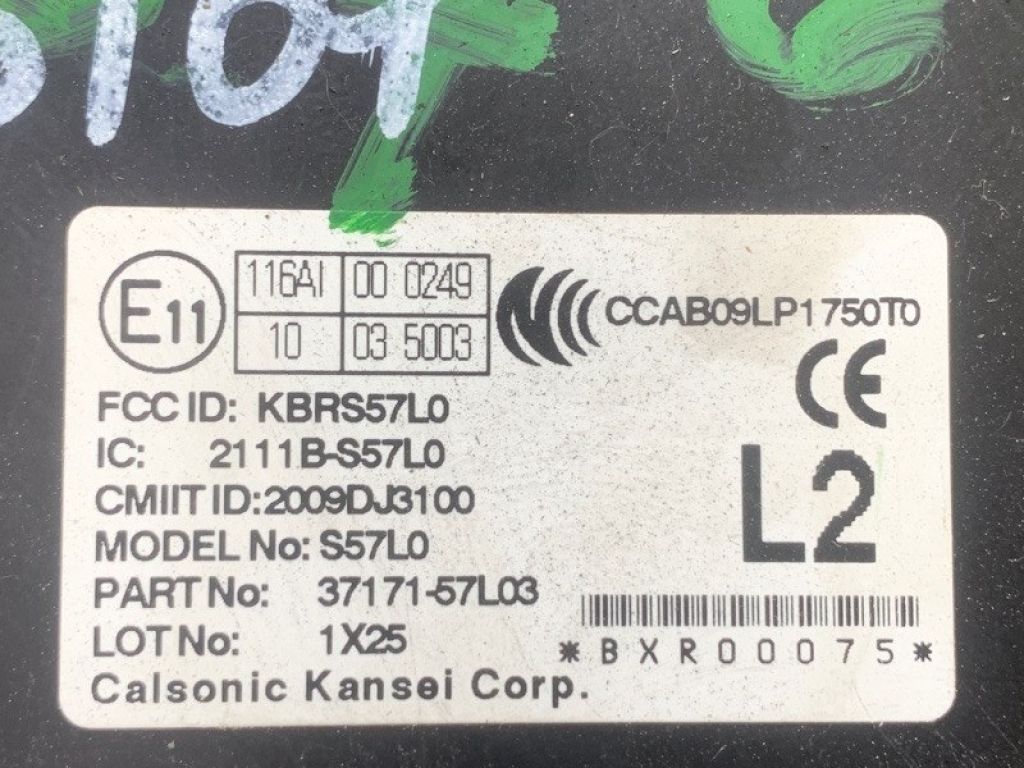 E11 116AI 00 0249
10 03 5003
CCAB09LP1750T0
CE
FCC ID: KBRS57L0
IC: 2111B-S57L0
CMIIT ID:2009DJ3100
MODEL No: S57L0
L2
PART No: 37171-57L03
LOT No: 1X25
*BXR00075*
Calsonic Kansei Corp.